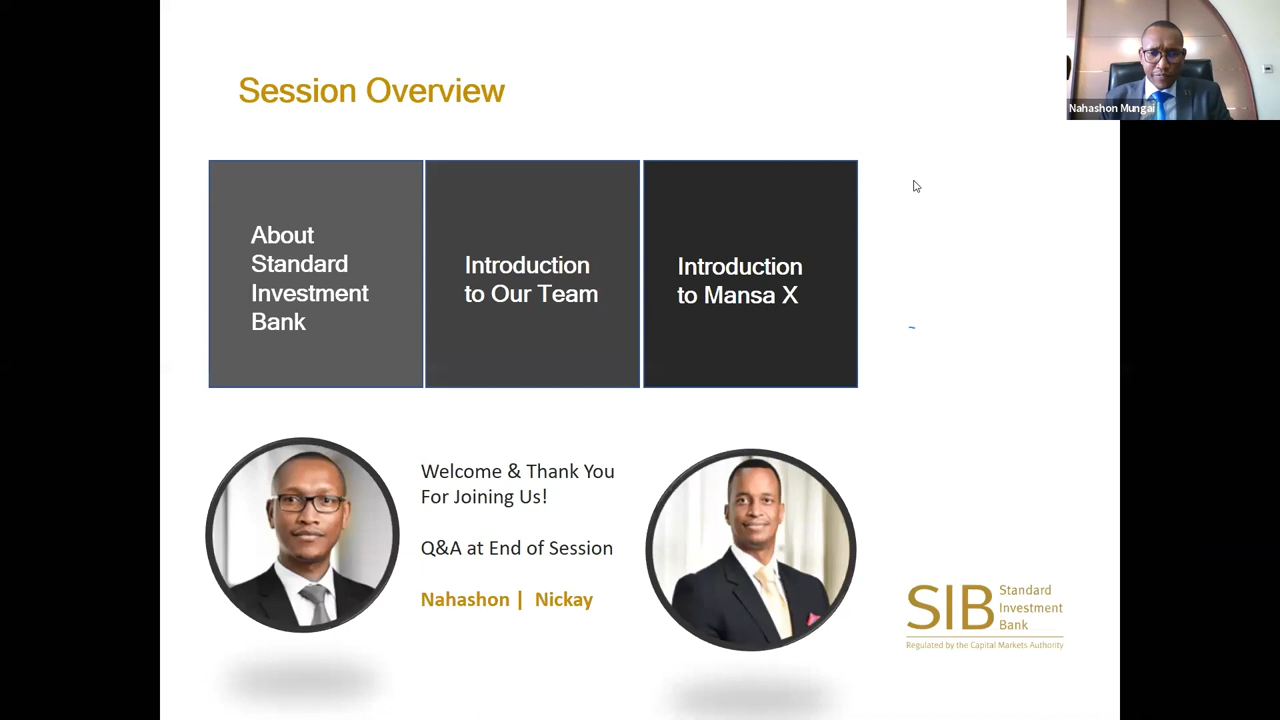 Session Overview
Nahashon Mungai
About
Standard
Investment
Bank
Introduction
to Our Team
Introduction
to Mansa X
Welcome & Thank You
For Joining Us!
Q&A at End of Session
Nahashon | Nickay
SIB
Standard
Investment
Bank
Regulated by the Capital Markets Authority